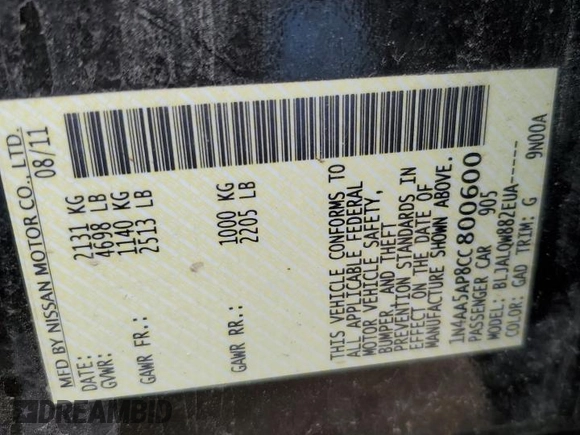 MFD BY NISSAN MOTOR CO., LTD.
DATE: 08/11
GVWR: 2131 KG
4698 LB
GAWR FR.: 1140 KG
2513 LB
GAWR RR.: 1000 KG
2205 LB
THIS VEHICLE CONFORMS TO
ALL APPLICABLE FEDERAL
MOTOR VEHICLE SAFETY,
BUMPER, AND THEFT
PREVENTION STANDARDS IN
EFFECT ON THE DATE OF
MANUFACTURE SHOWN ABOVE.
1N4AA5AP8CC800600
PASSENGER CAR 905
MODEL: BLJALQW882EUA------
COLOR: GAD TRIM: G 9N00A
DREAMBID